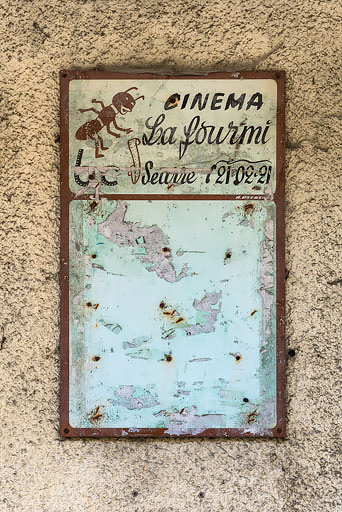 CINEMA
La fourmi
Seurre 21-02-21